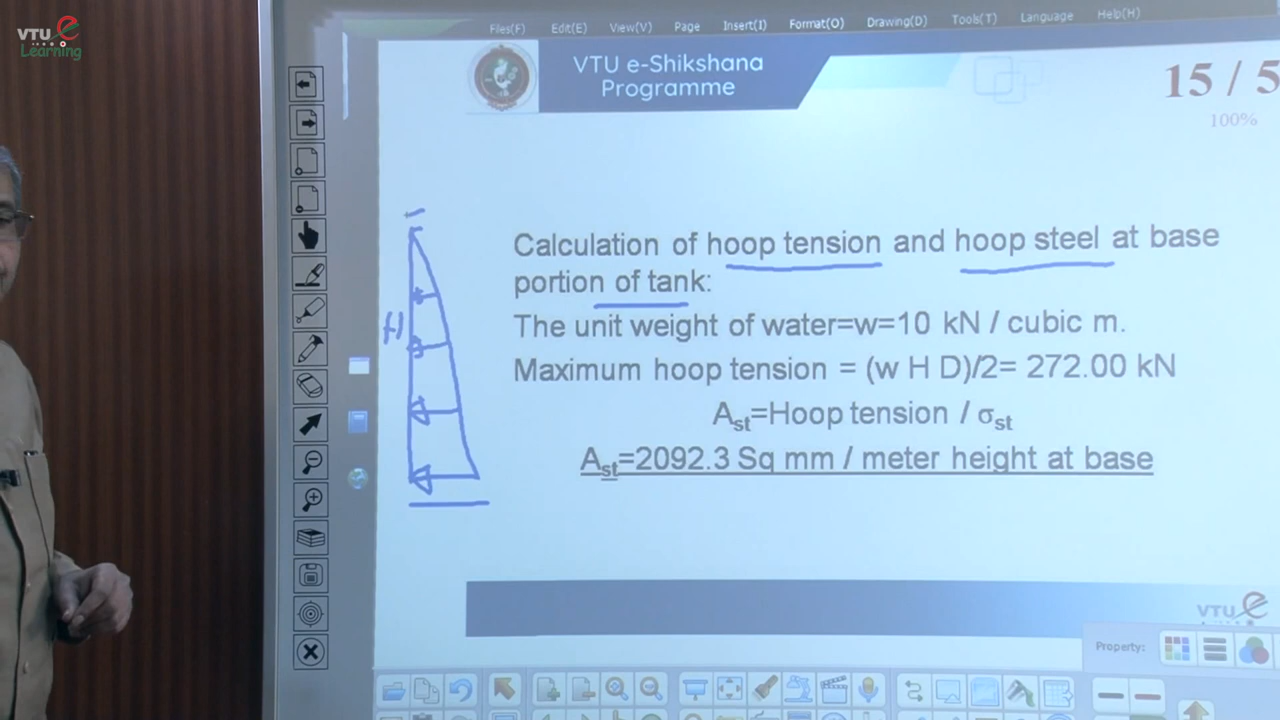 VTU e
Learning
Files(F) Edit(E) View(V) Page Insert(I) Format(O) Drawing(D) Tools(T) Language Help(H)
VTU e-Shikshana
Programme
15 / 5
100%
Calculation of hoop tension and hoop steel at base
portion of tank:
The unit weight of water=w=10 kN / cubic m.
Maximum hoop tension = (w H D)/2= 272.00 kN
Ast=Hoop tension / σst
Ast=2092.3 Sq mm / meter height at base
H
VTU e
Property: